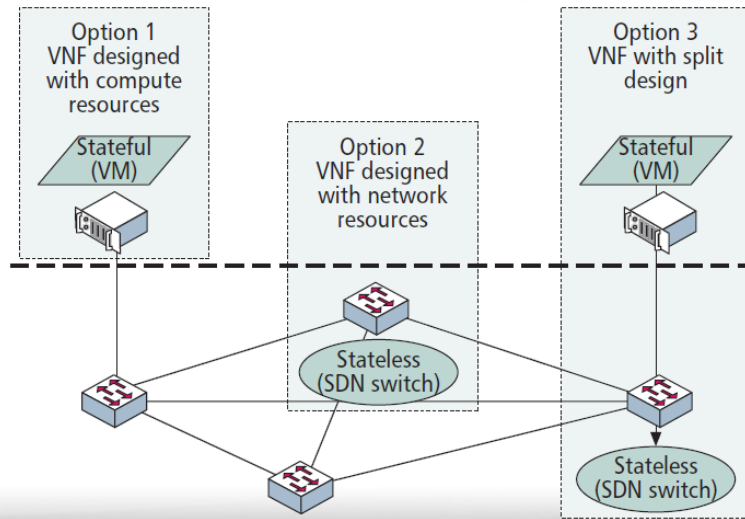 Option 1
VNF designed
with compute
resources
Stateful
(VM)
Option 2
VNF designed
with network
resources
Stateless
(SDN switch)
Option 3
VNF with split
design
Stateful
(VM)
Stateless
(SDN switch)